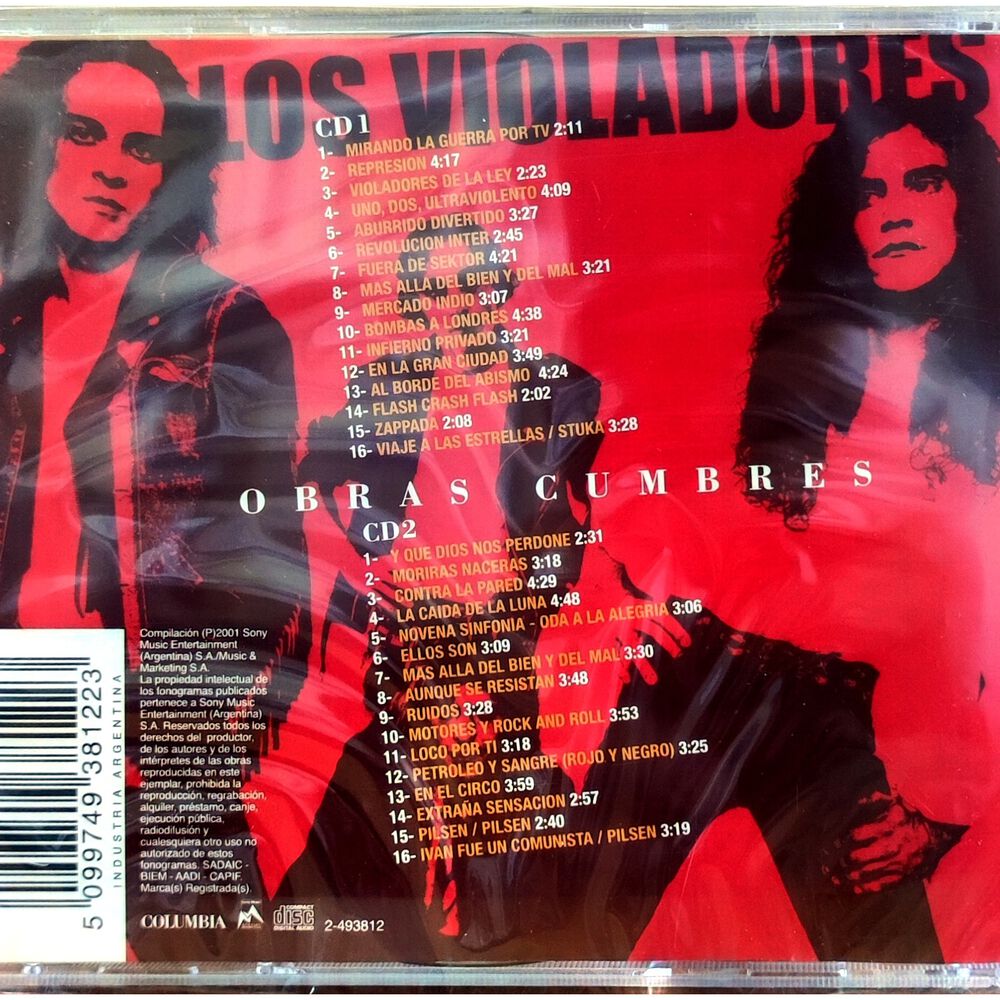 LOS VIOLADORES
CD 1
1- MIRANDO LA GUERRA POR TV 2:11
2- REPRESION 4:17
3- VIOLADORES DE LA LEY 2:23
4- UNO, DOS, ULTRAVIOLENTO 4:09
5- ABURRIDO DIVERTIDO 3:27
6- REVOLUCION INTER 2:45
7- FUERA DE SEKTOR 4:21
8- MAS ALLA DEL BIEN Y DEL MAL 3:21
9- MERCADO INDIO 3:07
10- BOMBAS A LONDRES 4:38
11- INFIERNO PRIVADO 3:21
12- EN LA GRAN CIUDAD 3:49
13- AL BORDE DEL ABISMO 4:24
14- FLASH CRASH FLASH 2:02
15- ZAPPADA 2:08
16- VIAJE A LAS ESTRELLAS / STUKA 3:28
OBRAS CUMBRES
CD2
1- Y QUE DIOS NOS PERDONE 2:31
2- MORIRAS NACERAS 3:18
3- CONTRA LA PARED 4:29
4- LA CAIDA DE LA LUNA 4:48
5- NOVENA SINFONIA - ODA A LA ALEGRIA 3:06
6- ELLOS SON 3:09
7- MAS ALLA DEL BIEN Y DEL MAL 3:30
8- AUNQUE SE RESISTAN 3:48
9- RUIDOS 3:28
10- MOTORES Y ROCK AND ROLL 3:53
11- LOCO POR TI 3:18
12- PETROLEO Y SANGRE (ROJO Y NEGRO) 3:25
13- EN EL CIRCO 3:59
14- EXTRAÑA SENSACION 2:57
15- PILSEN / PILSEN 2:40
16- IVAN FUE UN COMUNISTA / PILSEN 3:19
Compilación (P)2001 Sony
Music Entertainment
(Argentina) S.A./Music &
Marketing S.A.
La propiedad intelectual de
los fonogramas publicados
pertenece a Sony Music
Entertainment (Argentina)
S.A. Reservados todos los
derechos del productor,
de los autores y de los
intérpretes de las obras
reproducidas en este
ejemplar, prohibida la
reproducción, regrabación,
alquiler, préstamo, canje,
ejecución pública,
radiodifusión y
cualesquiera otro uso no
autorizado de estos
fonogramas. SADAIC -
BIEM - AADI - CAPIF.
Marca(s) Registrada(s).
5 099749 381223
INDUSTRIA ARGENTINA
COLUMBIA
COMPACT
disc
DIGITAL AUDIO
2-493812